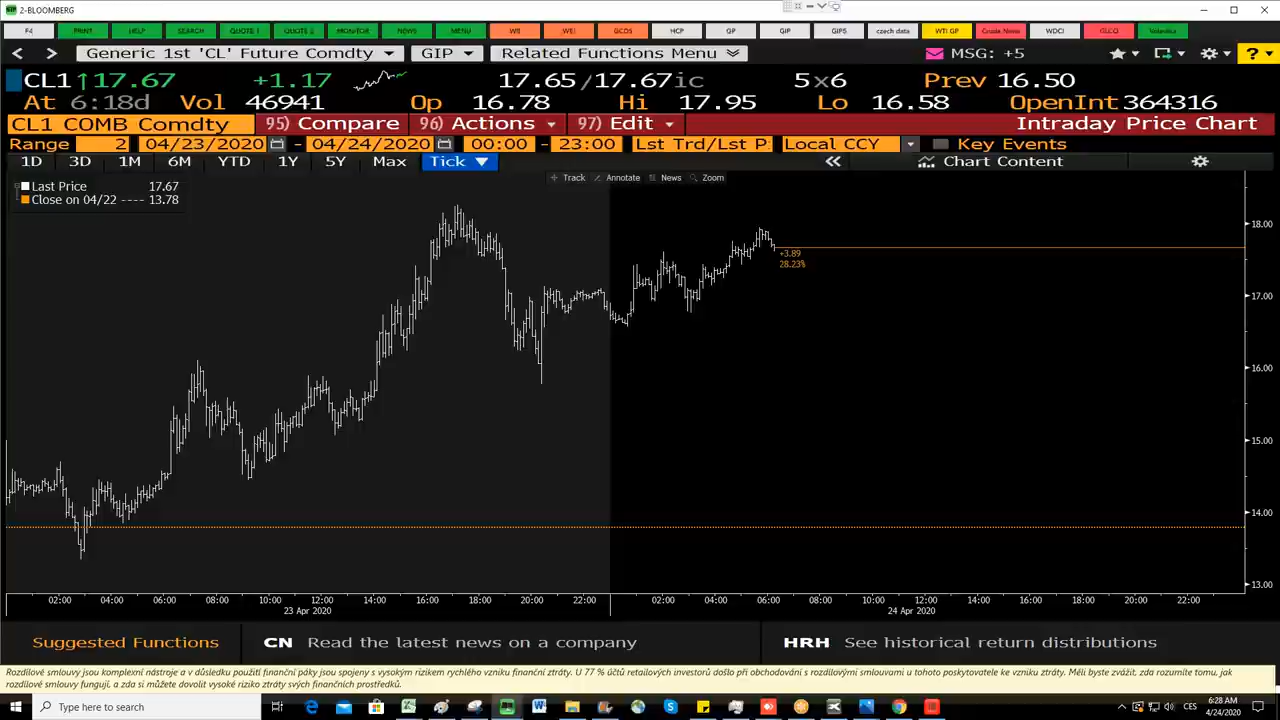 2-BLOOMBERG
F4 PRINT HELP SEARCH QUOTE 1 QUOTE 2 MONITOR NEWS MENU WB WEI GCDS HCP GP GIP GIPS czech data WTI GP Crude News WDCI GLCO
Generic 1st 'CL' Future Comdty GIP Related Functions Menu MSG: +5 ?
CL1 ↑17.67 +1.17 17.65/17.67ic 5x6 Prev 16.50
At 6:18d Vol 46941 Op 16.78 Hi 17.95 Lo 16.58 OpenInt 364316
CL1 COMB Comdty 95) Compare 96) Actions 97) Edit Intraday Price Chart
Range 2 04/23/2020 - 04/24/2020 00:00 - 23:00 Lst Trd/Lst P Local CCY Key Events
1D 3D 1M 6M YTD 1Y 5Y Max Tick ▼ « Chart Content
Track Annotate News Zoom
Last Price 17.67
Close on 04/22 ---- 13.78
18.00
+3.89
28.23%
17.00
16.00
15.00
14.00
13.00
02:00 04:00 06:00 08:00 10:00 12:00 14:00 16:00 18:00 20:00 22:00 02:00 04:00 06:00 08:00 10:00 12:00 14:00 16:00 18:00 20:00 22:00
23 Apr 2020 24 Apr 2020
Suggested Functions CN Read the latest news on a company HRH See historical return distributions
Rozdílové smlouvy jsou komplexní nástroje a v důsledku použití finanční páky jsou spojeny s vysokým rizikem rychlého vzniku finanční ztráty. U 77 % účtů retailových investorů došlo při obchodování s rozdílovými smlouvami u tohoto poskytovatele ke vzniku ztráty. Měli byste zvážit, zda rozumíte tomu, jak
rozdílové smlouvy fungují, a zda si můžete dovolit vysoké riziko ztráty svých finančních prostředků.
Type here to search CES 6:28 AM
4/24/2020